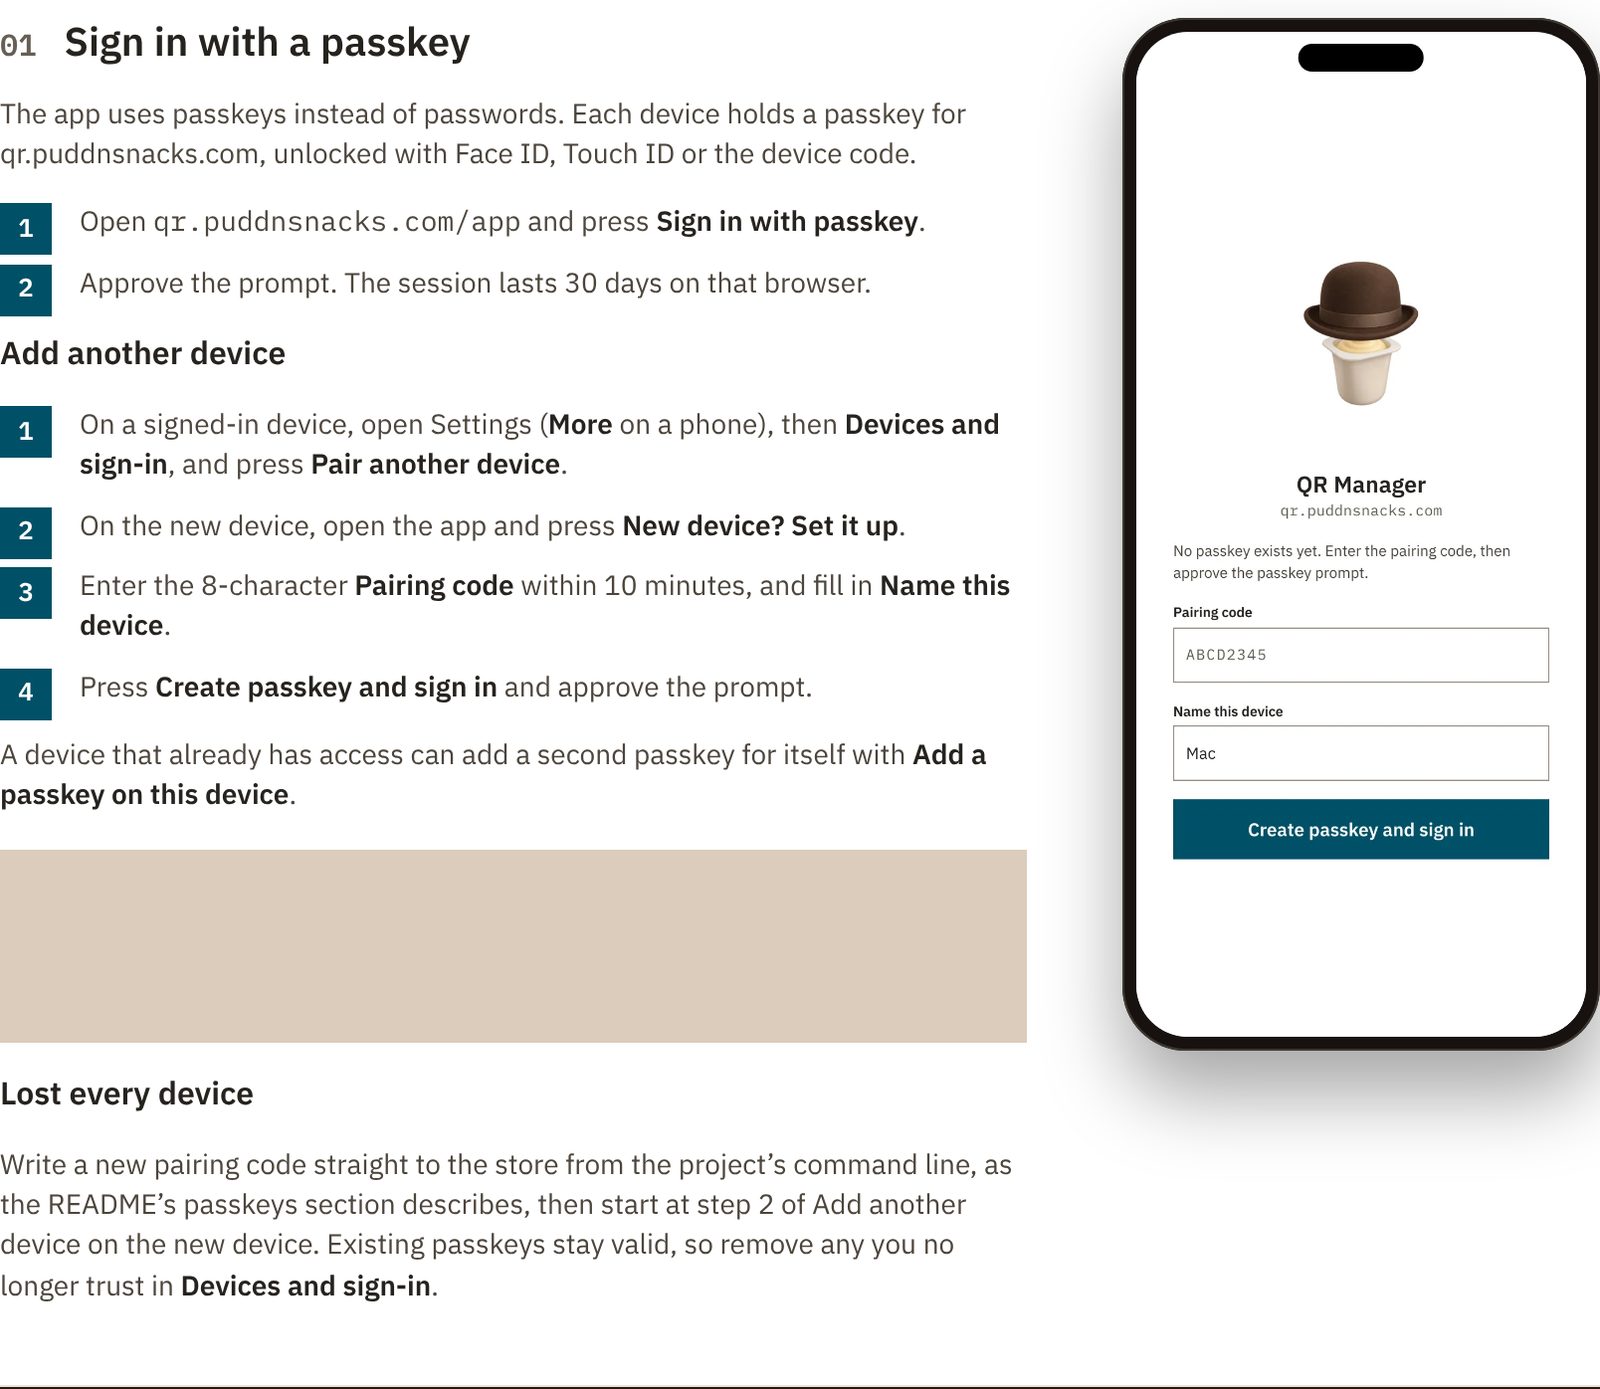 01 Sign in with a passkey
The app uses passkeys instead of passwords. Each device holds a passkey for
qr.puddnsnacks.com, unlocked with Face ID, Touch ID or the device code.
1 Open qr.puddnsnacks.com/app and press Sign in with passkey.
2 Approve the prompt. The session lasts 30 days on that browser.
Add another device
1 On a signed-in device, open Settings (More on a phone), then Devices and
sign-in, and press Pair another device.
2 On the new device, open the app and press New device? Set it up.
3 Enter the 8-character Pairing code within 10 minutes, and fill in Name this
device.
4 Press Create passkey and sign in and approve the prompt.
A device that already has access can add a second passkey for itself with Add a
passkey on this device.
Lost every device
Write a new pairing code straight to the store from the project’s command line, as
the README’s passkeys section describes, then start at step 2 of Add another
device on the new device. Existing passkeys stay valid, so remove any you no
longer trust in Devices and sign-in.
QR Manager
qr.puddnsnacks.com
No passkey exists yet. Enter the pairing code, then
approve the passkey prompt.
Pairing code
ABCD2345
Name this device
Mac
Create passkey and sign in